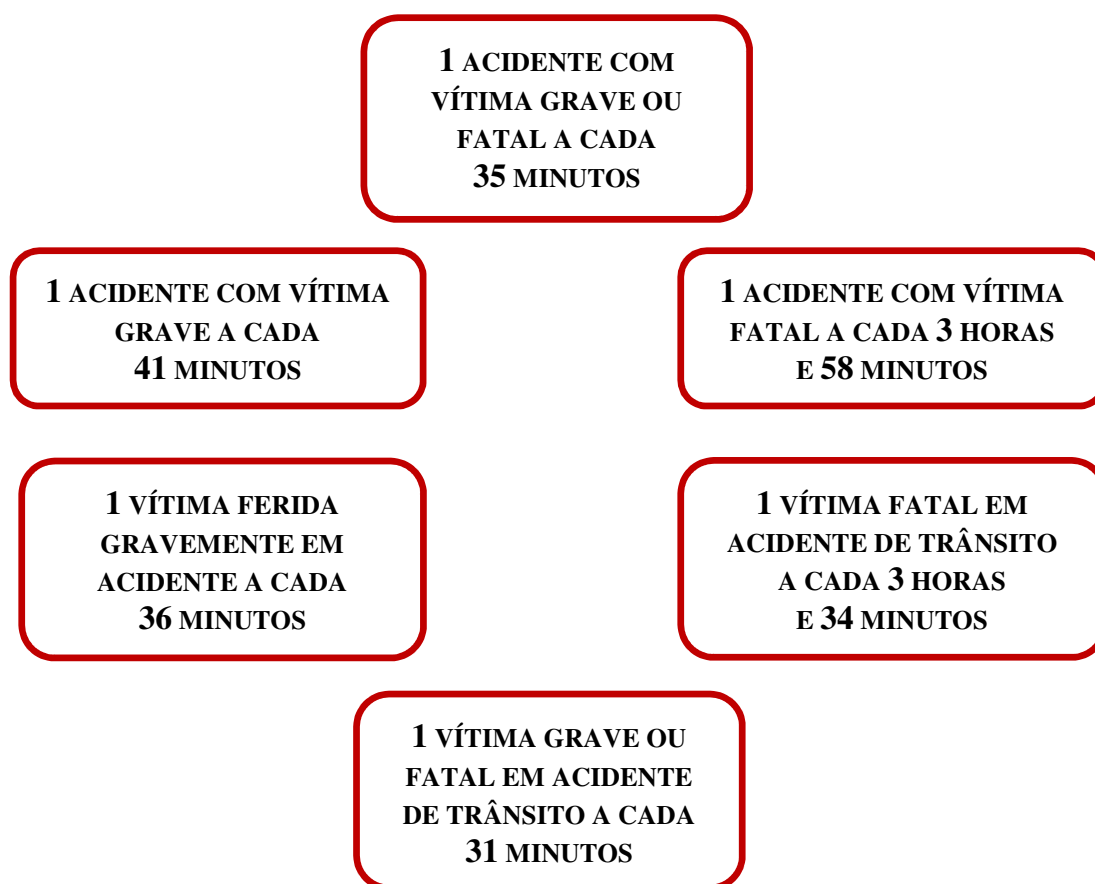 1 ACIDENTE COM
VÍTIMA GRAVE OU
FATAL A CADA
35 MINUTOS
1 ACIDENTE COM VÍTIMA
GRAVE A CADA
41 MINUTOS
1 ACIDENTE COM VÍTIMA
FATAL A CADA 3 HORAS
E 58 MINUTOS
1 VÍTIMA FERIDA
GRAVEMENTE EM
ACIDENTE A CADA
36 MINUTOS
1 VÍTIMA FATAL EM
ACIDENTE DE TRÂNSITO
A CADA 3 HORAS
E 34 MINUTOS
1 VÍTIMA GRAVE OU
FATAL EM ACIDENTE
DE TRÂNSITO A CADA
31 MINUTOS